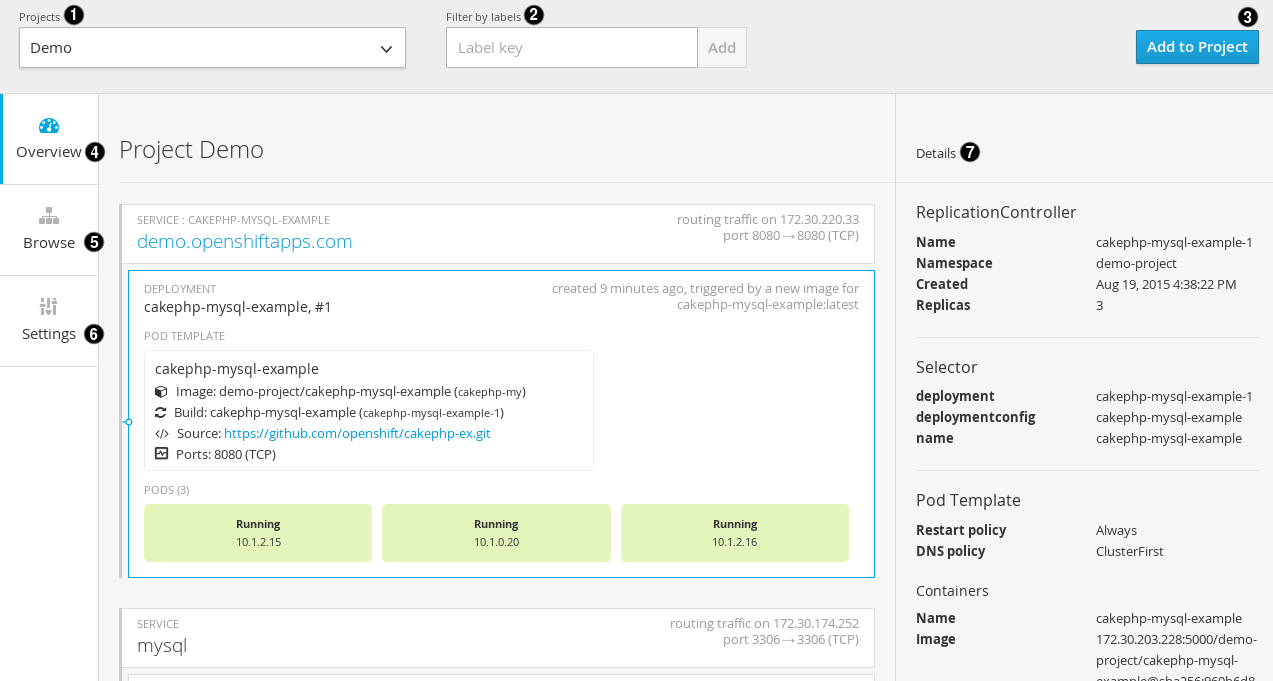 Projects 1
Filter by labels 2
3
Demo
Label key
Add
Add to Project
Overview 4
Browse 5
Settings 6
Project Demo
SERVICE : CAKEPHP-MYSQL-EXAMPLE
demo.openshiftapps.com
routing traffic on 172.30.220.33
port 8080→8080 (TCP)
DEPLOYMENT
cakephp-mysql-example, #1
created 9 minutes ago, triggered by a new image for
cakephp-mysql-example:latest
POD TEMPLATE
cakephp-mysql-example
Image: demo-project/cakephp-mysql-example (cakephp-my)
Build: cakephp-mysql-example (cakephp-mysql-example-1)
Source: https://github.com/openshift/cakephp-ex.git
Ports: 8080 (TCP)
PODS (3)
Running
10.1.2.15
Running
10.1.0.20
Running
10.1.2.16
SERVICE
mysql
routing traffic on 172.30.174.252
port 3306→3306 (TCP)
Details 7
ReplicationController
Name cakephp-mysql-example-1
Namespace demo-project
Created Aug 19, 2015 4:38:22 PM
Replicas 3
Selector
deployment cakephp-mysql-example-1
deploymentconfig cakephp-mysql-example
name cakephp-mysql-example
Pod Template
Restart policy Always
DNS policy ClusterFirst
Containers
Name cakephp-mysql-example
Image 172.30.203.228:5000/demo-
project/cakephp-mysql-